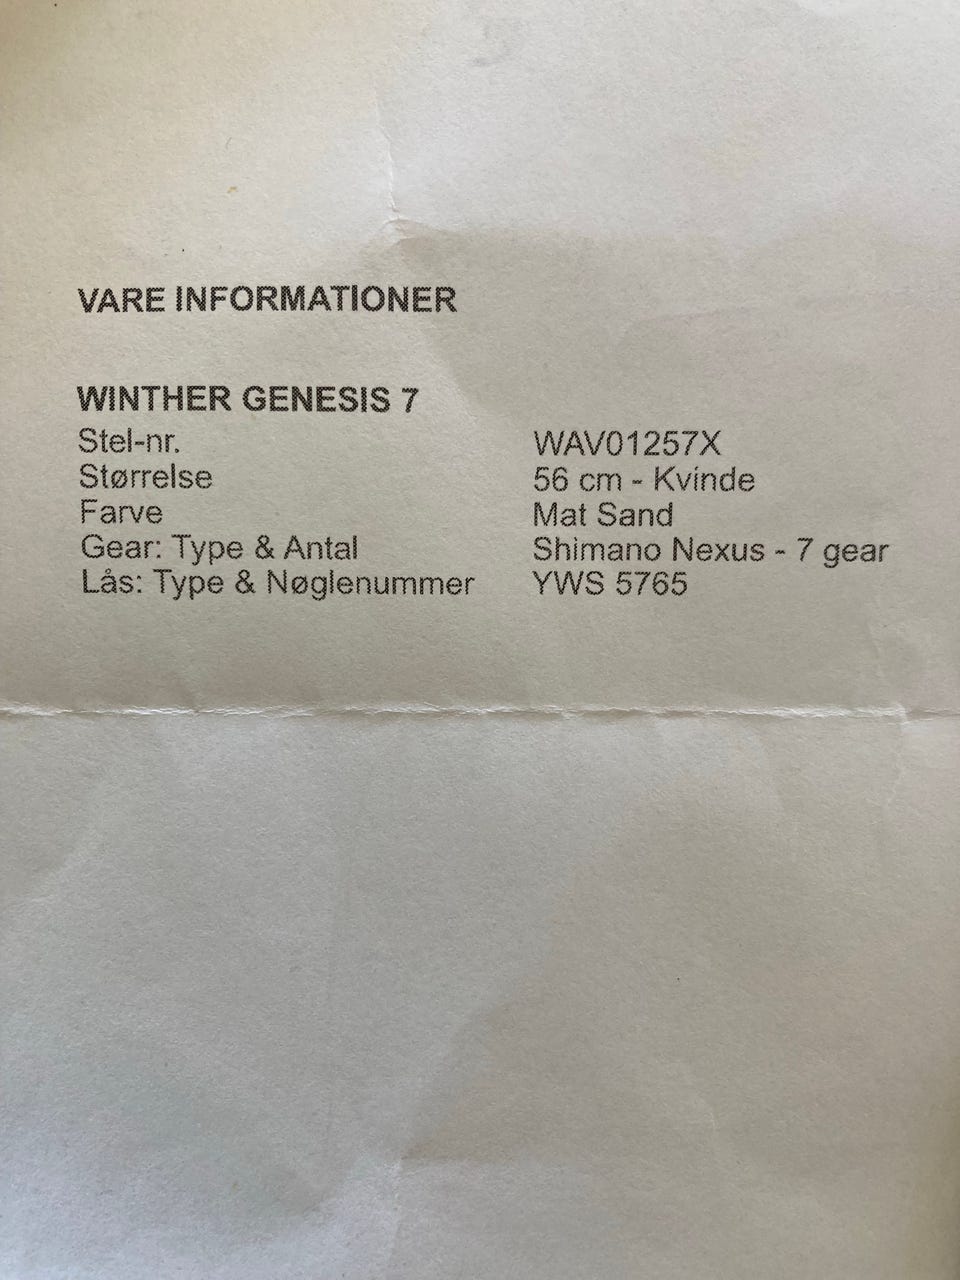 VARE INFORMATIONER
WINTHER GENESIS 7
Stel-nr. WAV01257X
Størrelse 56 cm - Kvinde
Farve Mat Sand
Gear: Type & Antal Shimano Nexus - 7 gear
Lås: Type & Nøglenummer YWS 5765